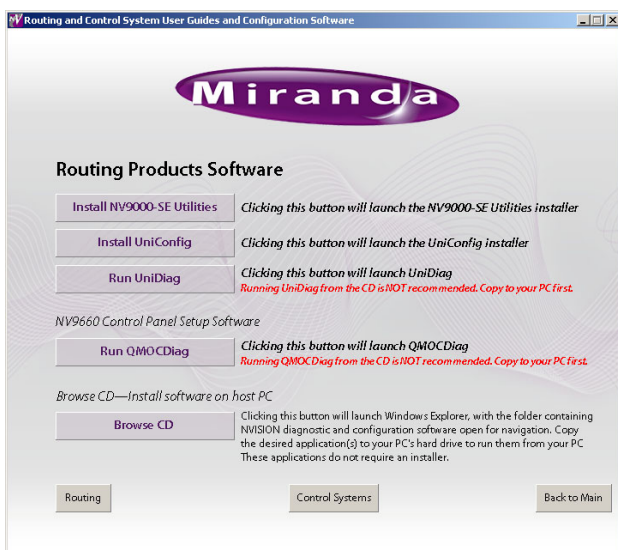 Routing and Control System User Guides and Configuration Software
Miranda
Routing Products Software
Install NV9000-SE Utilities
Clicking this button will launch the NV9000-SE Utilities installer
Install UniConfig
Clicking this button will launch the UniConfig installer
Run UniDiag
Clicking this button will launch UniDiag
Running UniDiag from the CD is NOT recommended. Copy to your PC first.
NV9660 Control Panel Setup Software
Run QMOCDiag
Clicking this button will launch QMOCDiag
Running QMOCDiag from the CD is NOT recommended. Copy to your PC first.
Browse CD—Install software on host PC
Browse CD
Clicking this button will launch Windows Explorer, with the folder containing
NVISION diagnostic and configuration software open for navigation. Copy
the desired application(s) to your PC's hard drive to run them from your PC
These applications do not require an installer.
Routing
Control Systems
Back to Main